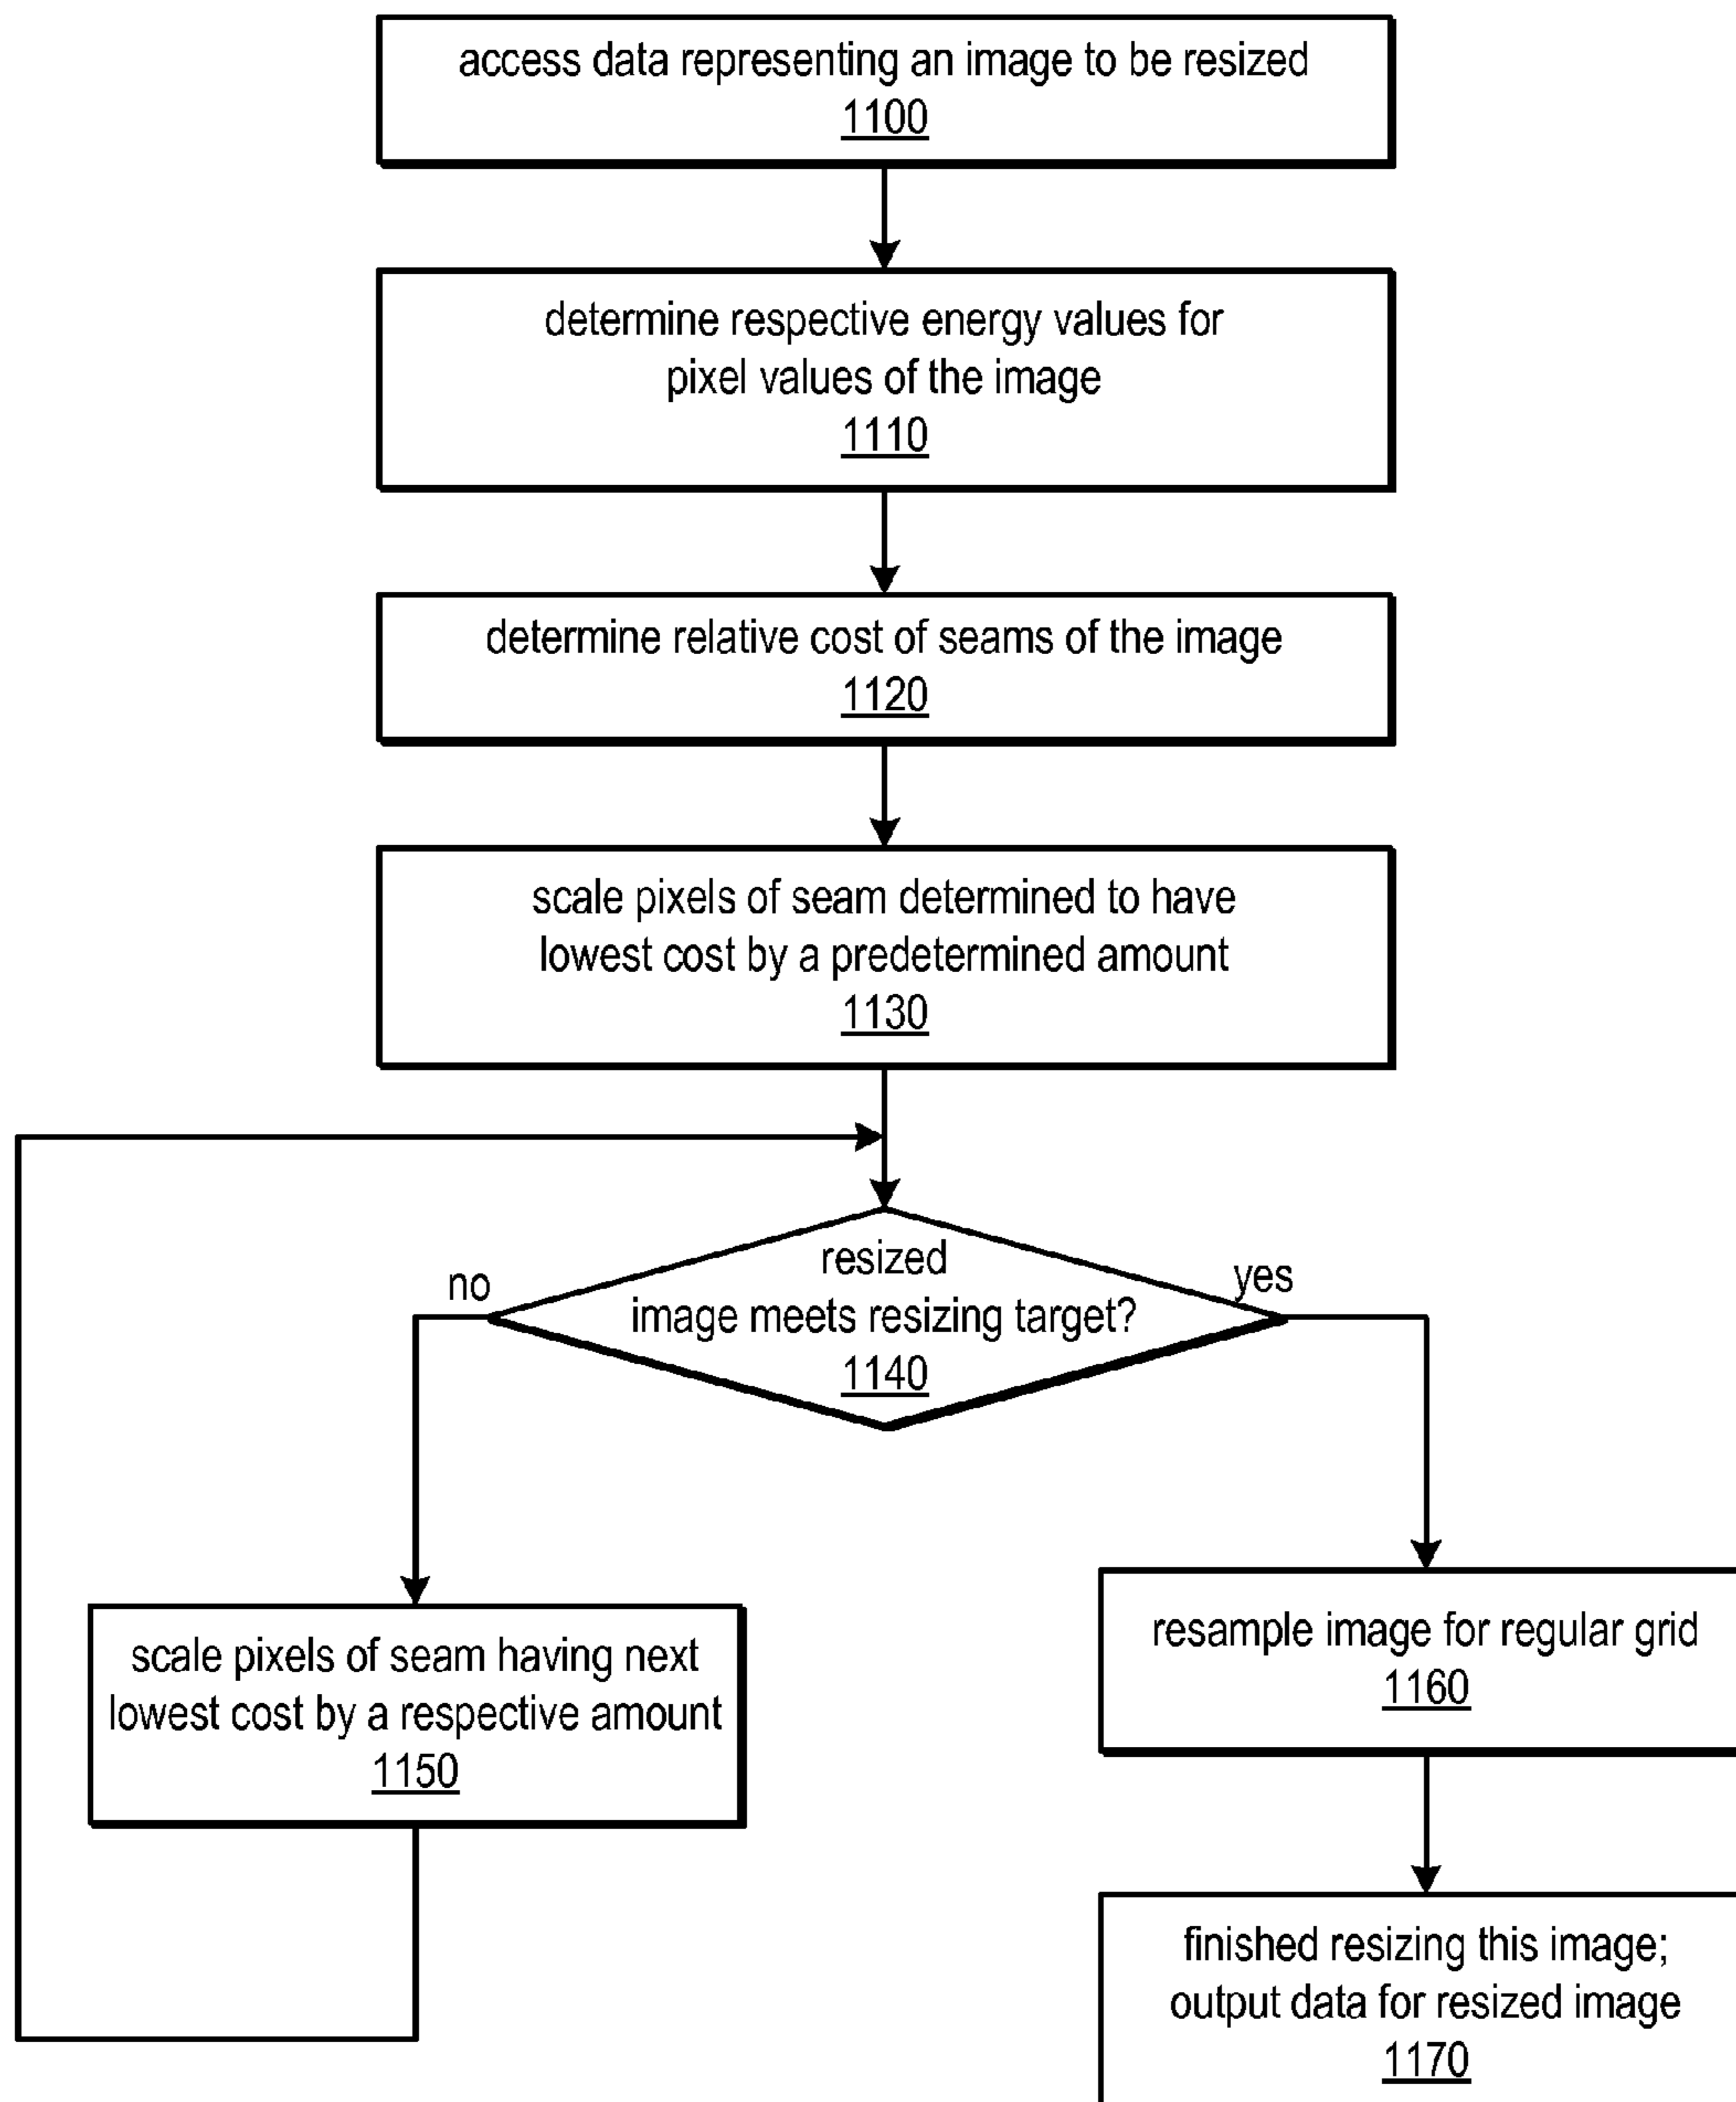 access data representing an image to be resized
1100
determine respective energy values for
pixel values of the image
1110
determine relative cost of seams of the image
1120
scale pixels of seam determined to have
lowest cost by a predetermined amount
1130
resized
image meets resizing target?
1140
no
yes
scale pixels of seam having next
lowest cost by a respective amount
1150
resample image for regular grid
1160
finished resizing this image;
output data for resized image
1170